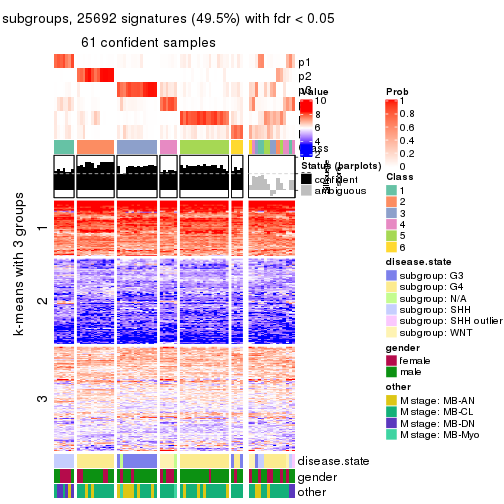 subgroups, 25692 signatures (49.5%) with fdr < 0.05
61 confident samples
p1
p2
Value
10
8
6
4
2
Prob
1
0.8
0.6
0.4
0.2
0
Status (barplots)
confident
ambiguous
Class
1
2
3
4
5
6
k-means with 3 groups
1
2
3
disease.state
subgroup: G3
subgroup: G4
subgroup: N/A
subgroup: SHH
subgroup: SHH outlier
subgroup: WNT
gender
female
male
other
M stage: MB-AN
M stage: MB-CL
M stage: MB-DN
M stage: MB-Myo
disease.state
gender
other